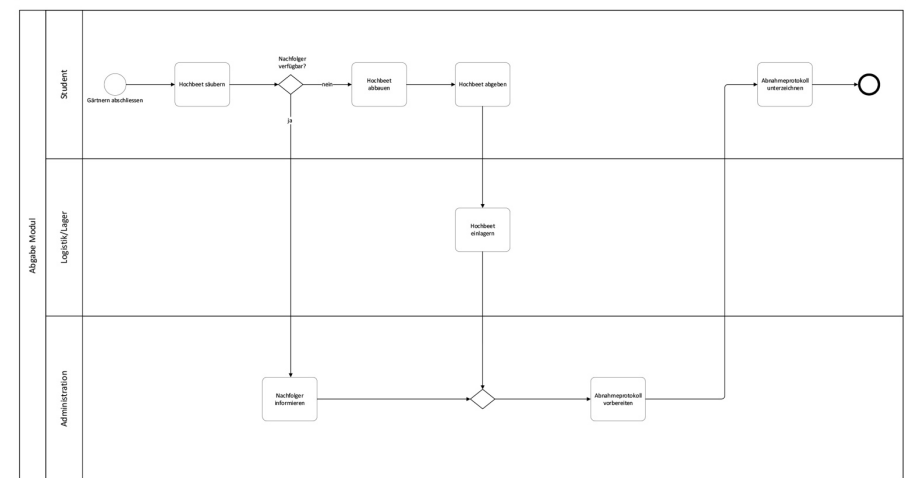 Abgabe Modul
Student
Nachfolger
verfügbar?
Gärtnern abschliessen
Hochbeet säubern
nein
Hochbeet
abbauen
Hochbeet abgeben
Abnahmeprotokoll
unterzeichnen
ja
Logistik/Lager
Hochbeet
einlagern
Administration
Nachfolger
informieren
Abnahmeprotokoll
vorbereiten